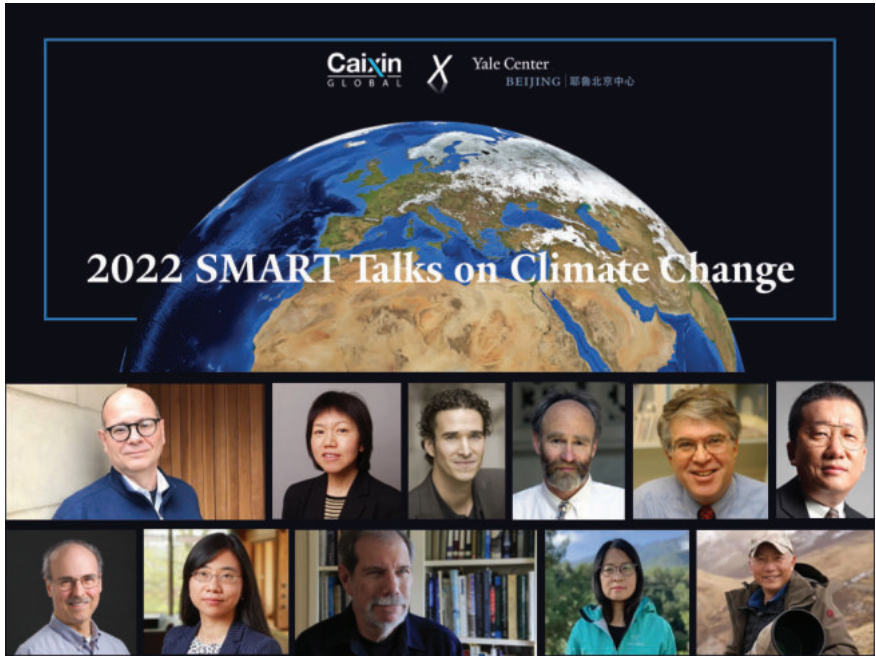 Caixin
GLOBAL
X
Yale Center
BEIJING | 耶鲁北京中心
2022 SMART Talks on Climate Change